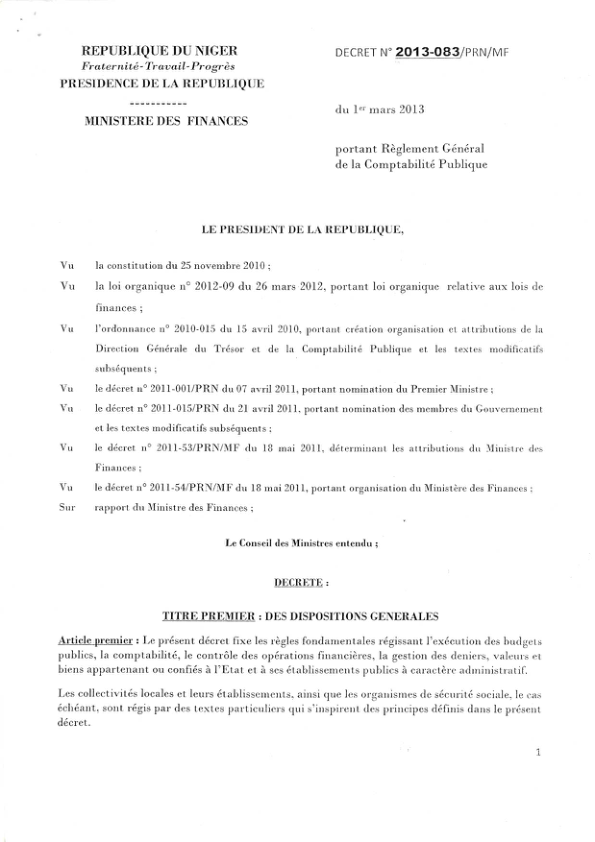 REPUBLIQUE DU NIGER
Fraternité-Travail-Progrès
PRESIDENCE DE LA REPUBLIQUE
-----------
MINISTERE DES FINANCES
DECRET N° 2013-083/PRN/MF
du 1er mars 2013
portant Règlement Général
de la Comptabilité Publique
LE PRESIDENT DE LA REPUBLIQUE,
Vu la constitution du 25 novembre 2010 ;
Vu la loi organique n° 2012-09 du 26 mars 2012, portant loi organique relative aux lois de
finances ;
Vu l'ordonnance n° 2010-015 du 15 avril 2010, portant création organisation et attributions de la
Direction Générale du Trésor et de la Comptabilité Publique et les textes modificatifs
subséquents ;
Vu le décret n° 2011-001/PRN du 07 avril 2011, portant nomination du Premier Ministre ;
Vu le décret n° 2011-015/PRN du 21 avril 2011, portant nomination des membres du Gouvernement
et les textes modificatifs subséquents ;
Vu le décret n° 2011-53/PRN/MF du 18 mai 2011, déterminant les attributions du Ministre des
Finances ;
Vu le décret n° 2011-54/PRN/MF du 18 mai 2011, portant organisation du Ministère des Finances ;
Sur rapport du Ministre des Finances ;
Le Conseil des Ministres entendu ;
DECRETE :
TITRE PREMIER : DES DISPOSITIONS GENERALES
Article premier : Le présent décret fixe les règles fondamentales régissant l'exécution des budgets
publics, la comptabilité, le contrôle des opérations financières, la gestion des deniers, valeurs et
biens appartenant ou confiés à l'Etat et à ses établissements publics à caractère administratif.
Les collectivités locales et leurs établissements, ainsi que les organismes de sécurité sociale, le cas
échéant, sont régis par des textes particuliers qui s'inspirent des principes définis dans le présent
décret.
1